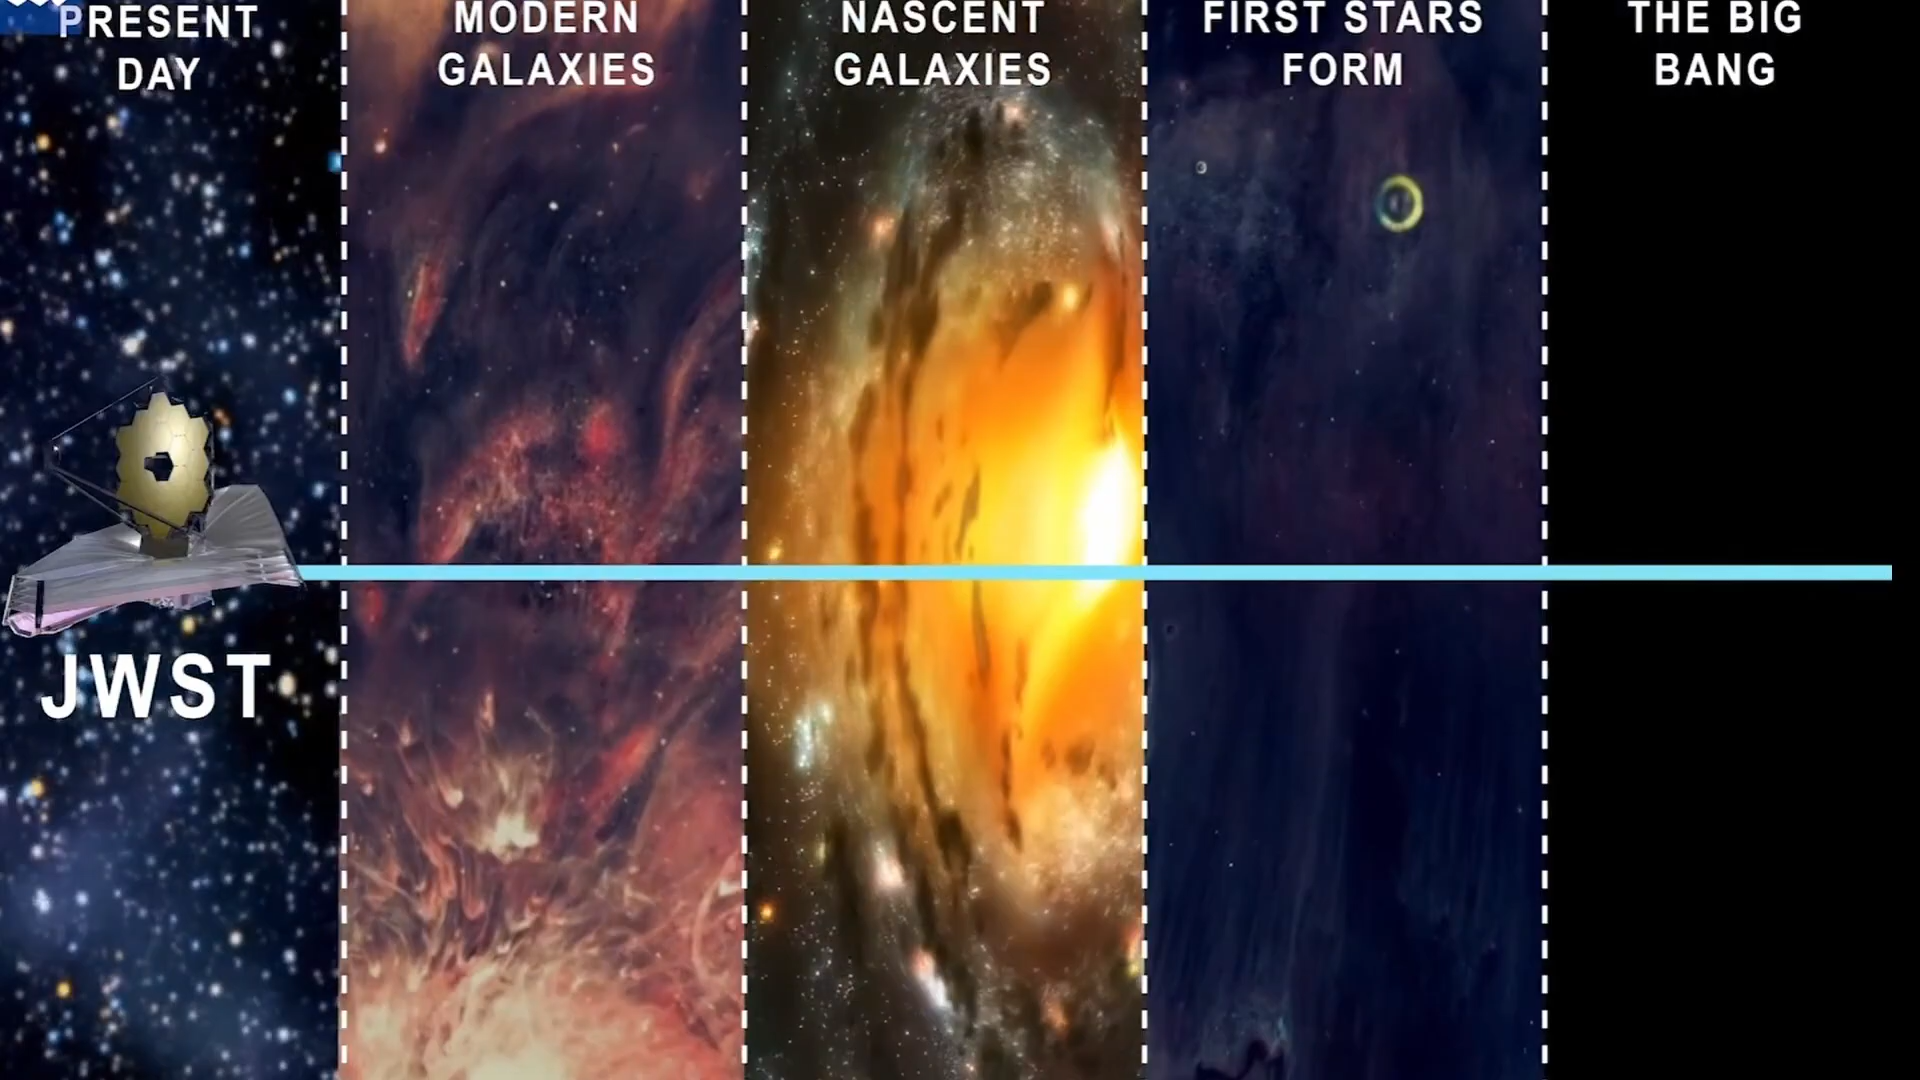 PRESENT
DAY
MODERN
GALAXIES
NASCENT
GALAXIES
FIRST STARS
FORM
THE BIG
BANG
JWST